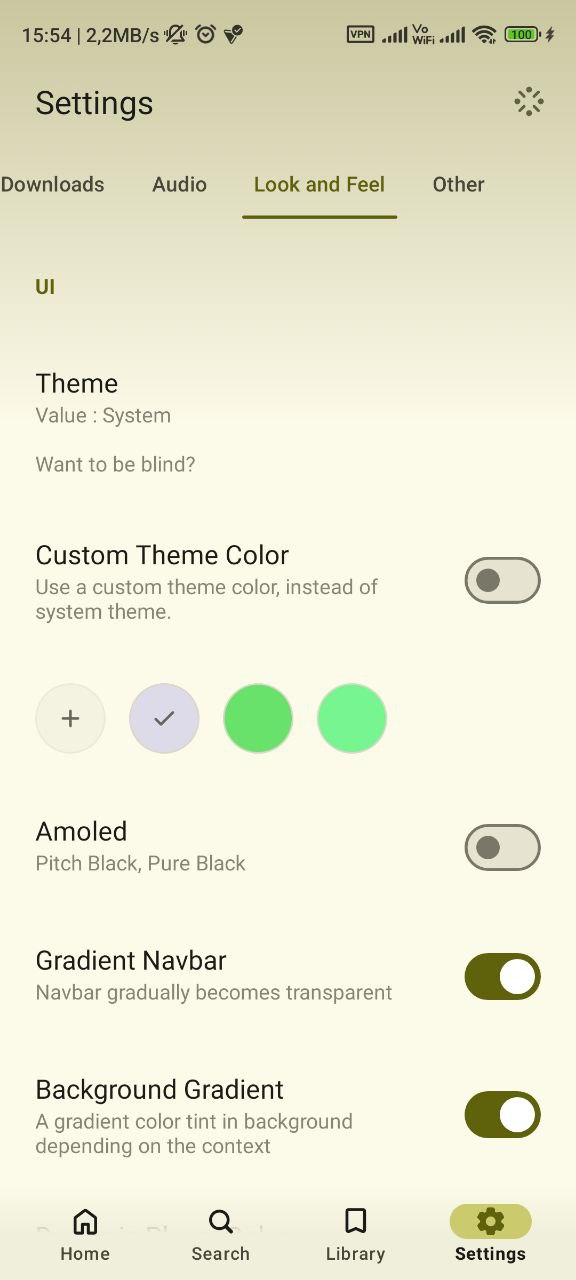 15:54 | 2,2MB/s
VPN
Vo
WiFi
100
Settings
Downloads
Audio
Look and Feel
Other
UI
Theme
Value : System
Want to be blind?
Custom Theme Color
Use a custom theme color, instead of
system theme.
Amoled
Pitch Black, Pure Black
Gradient Navbar
Navbar gradually becomes transparent
Background Gradient
A gradient color tint in background
depending on the context
Home
Search
Library
Settings